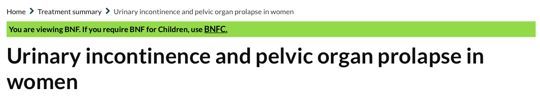 Home > Treatment summary > Urinary incontinence and pelvic organ prolapse in women
You are viewing BNF. If you require BNF for Children, use BNFC.
Urinary incontinence and pelvic organ prolapse in
women